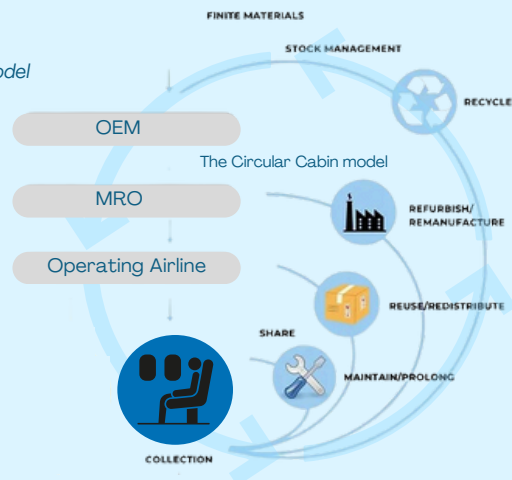 FINITE MATERIALS
STOCK MANAGEMENT
odel
RECYCLE
OEM
The Circular Cabin model
MRO
REFURBISH/
REMANUFACTURE
Operating Airline
REUSE/REDISTRIBUTE
SHARE
MAINTAIN/PROLONG
COLLECTION